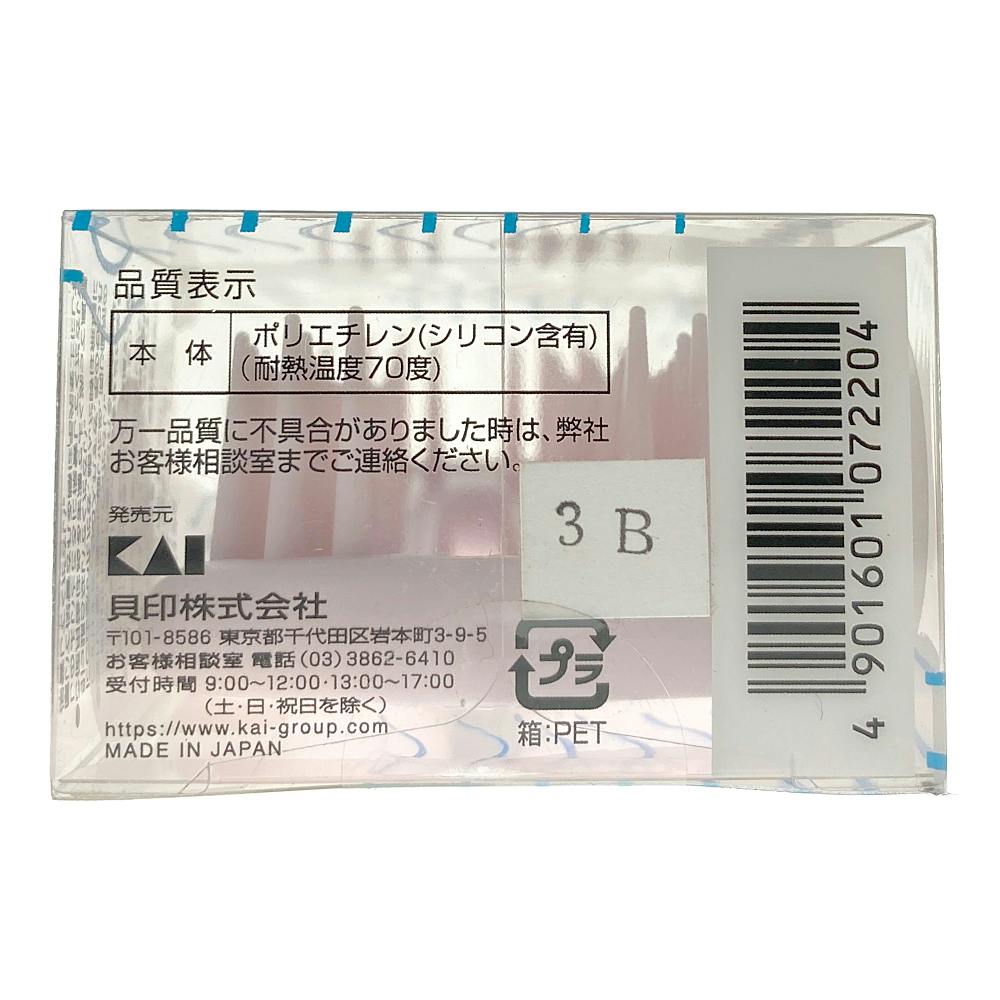 品質表示
本体 ポリエチレン(シリコン含有)
(耐熱温度70度)
万一品質に不具合がありました時は、弊社
お客様相談室までご連絡ください。
発売元
KAI
貝印株式会社
〒101-8586 東京都千代田区岩本町3-9-5
お客様相談室 電話(03)3862-6410
受付時間 9:00〜12:00・13:00〜17:00
(土・日・祝日を除く)
https://www.kai-group.com
MADE IN JAPAN
3 B
プラ
箱:PET
4 901601 072204